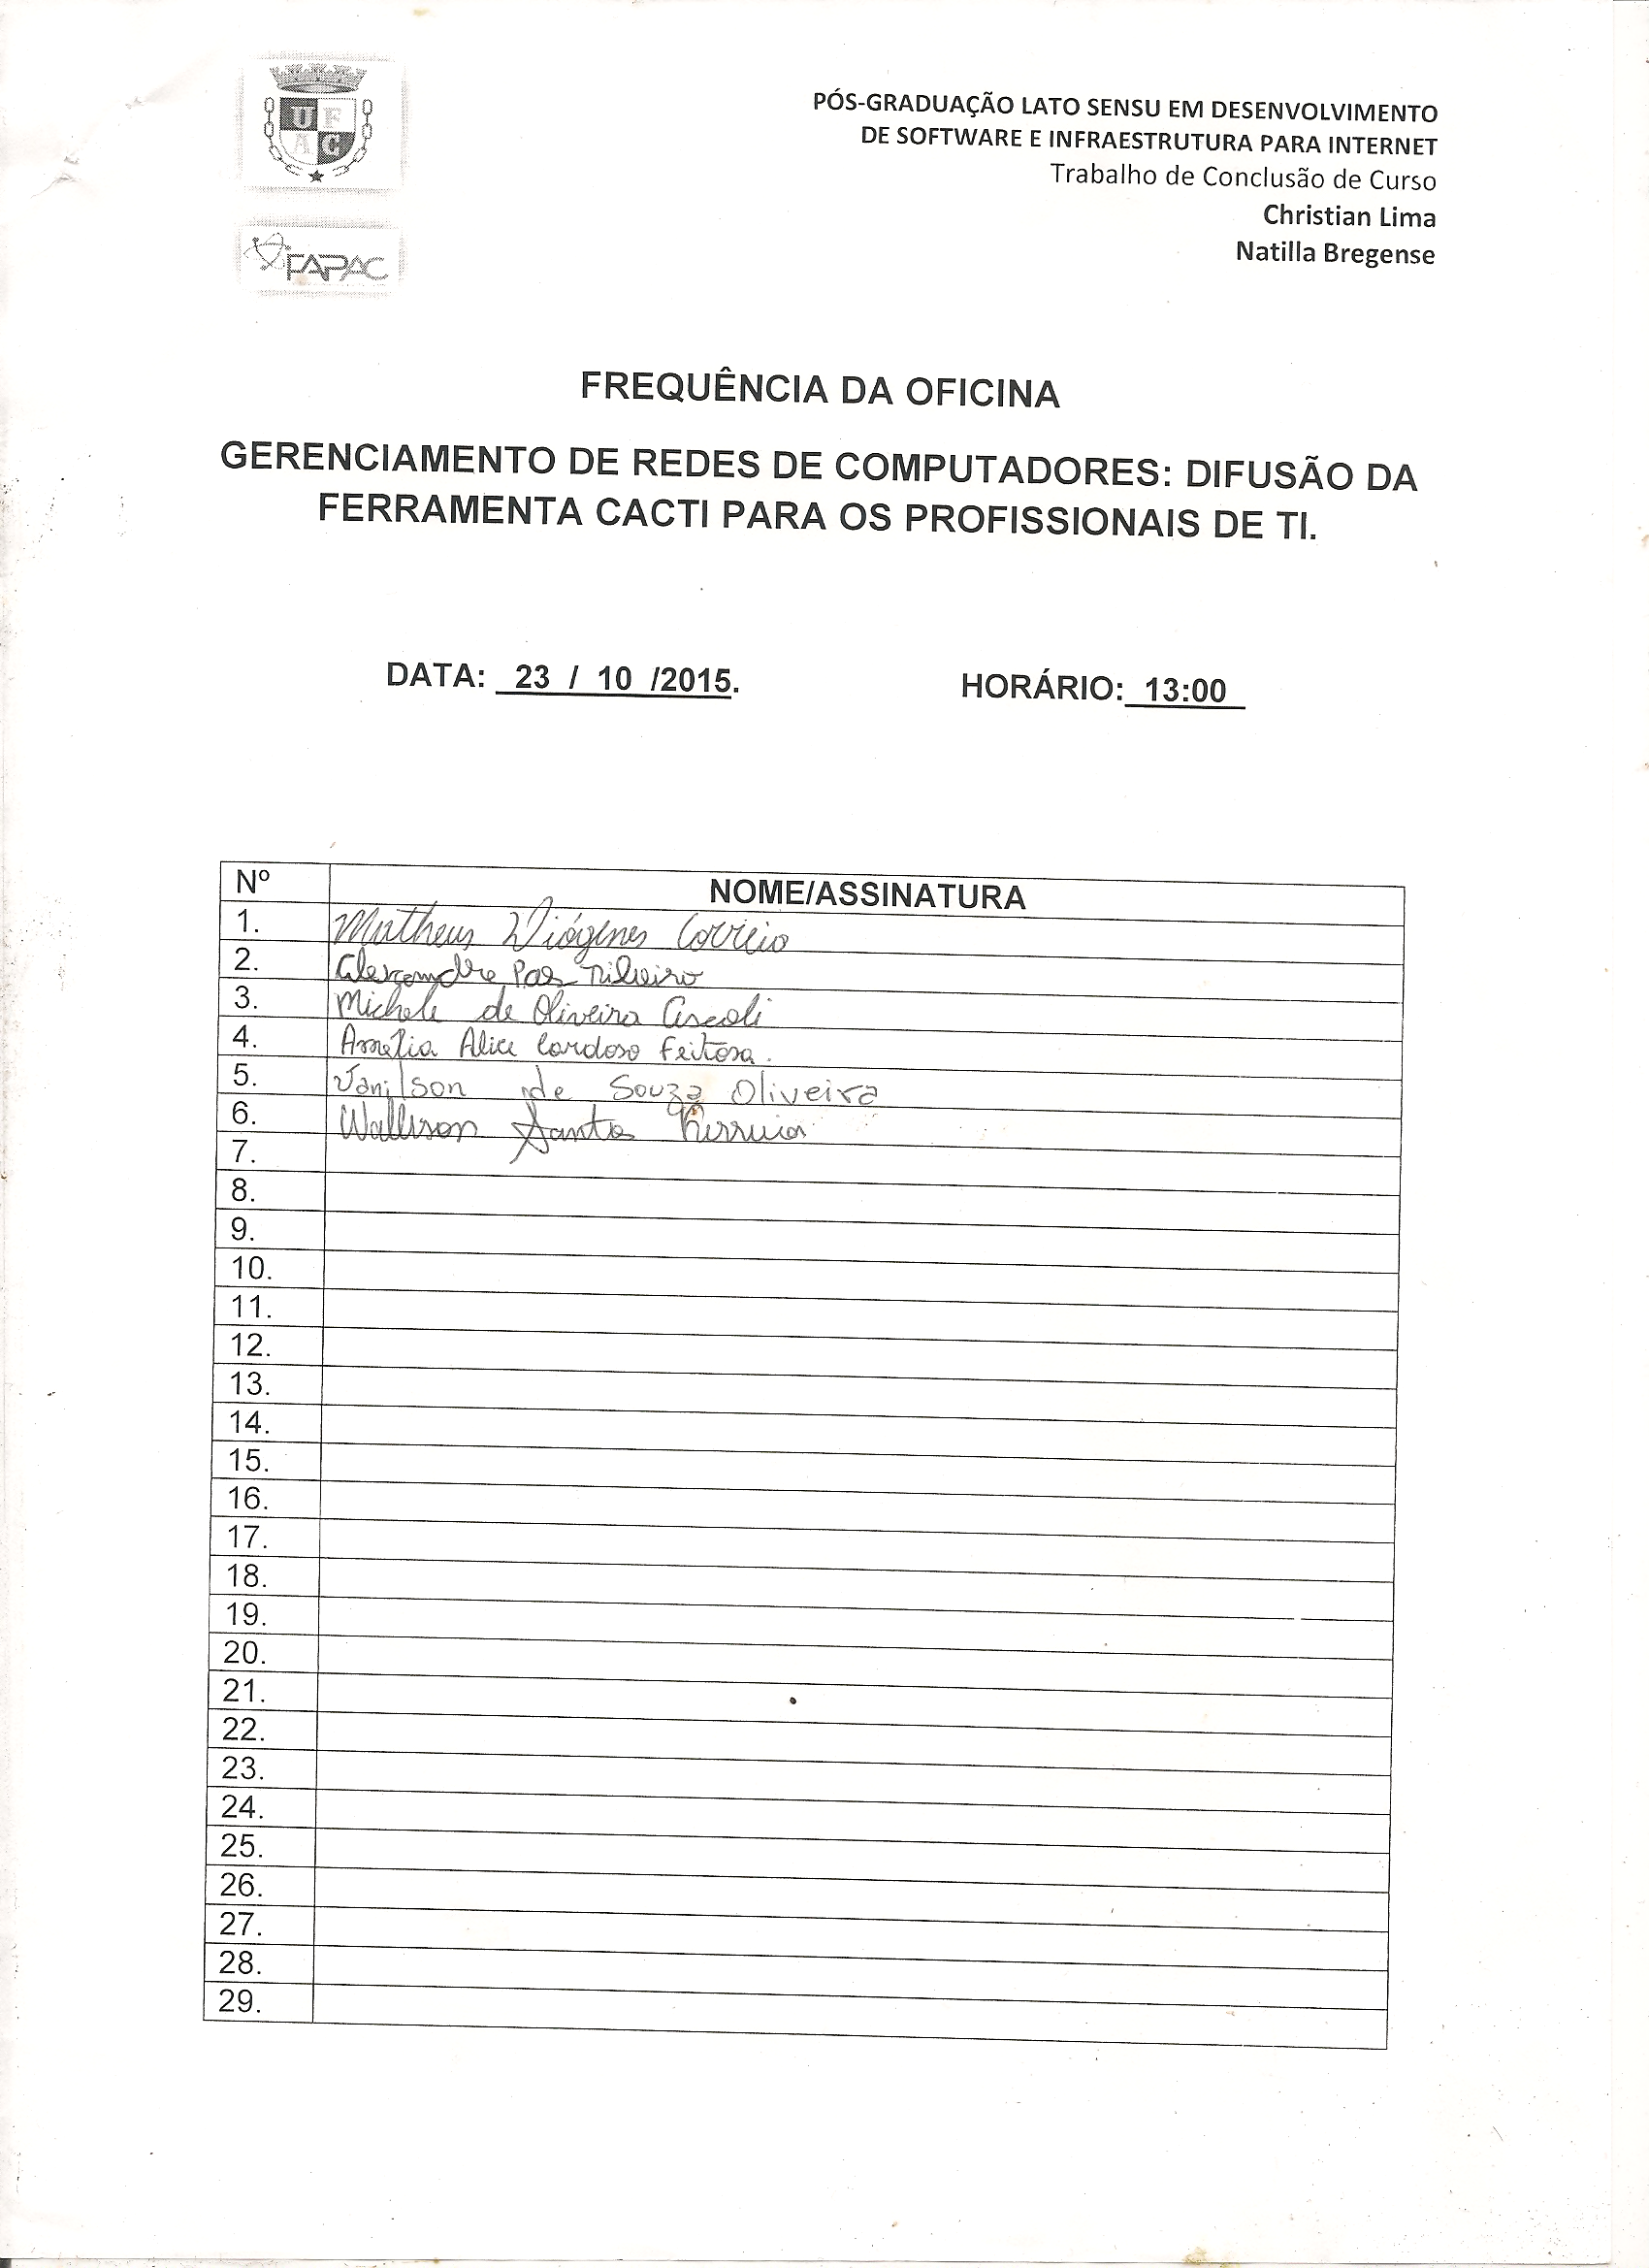 U F
A C
FAPAC
PÓS-GRADUAÇÃO LATO SENSU EM DESENVOLVIMENTO
DE SOFTWARE E INFRAESTRUTURA PARA INTERNET
Trabalho de Conclusão de Curso
Christian Lima
Natilla Bregense
FREQUÊNCIA DA OFICINA
GERENCIAMENTO DE REDES DE COMPUTADORES: DIFUSÃO DA
FERRAMENTA CACTI PARA OS PROFISSIONAIS DE TI.
DATA: 23 / 10 /2015. HORÁRIO: 13:00
Nº NOME/ASSINATURA
1. Matheus Diógenes Correio
2. Alexandre Paz Ribeiro
3. Michele de Oliveira
4. Amélia Alice Cardoso Feitosa.
5. Vanilson de Souza Oliveira
6. Wallison Santos Ferreira
7.
8.
9.
10.
11.
12.
13.
14.
15.
16.
17.
18.
19.
20.
21.
22.
23.
24.
25.
26.
27.
28.
29.